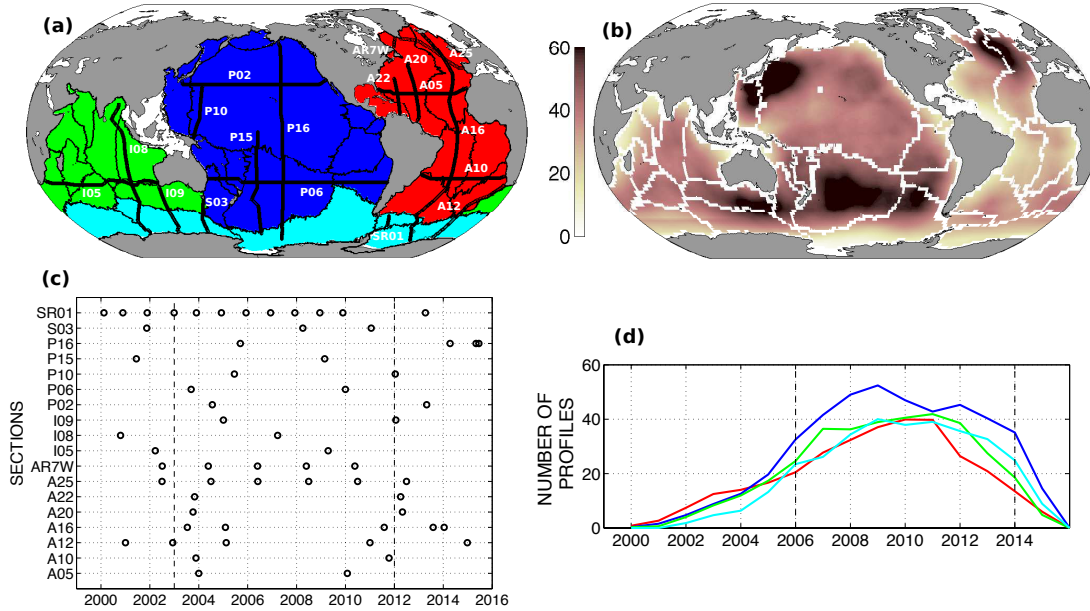 (a)
AR7W
A25
A20
A22
A05
P02
P10
P15
P16
A16
I08
A10
I05
I09
S03
P06
A12
SR01
(b)
60
40
20
0
(c)
SR01
S03
P16
P15
P10
P06
P02
I09
I08
I05
AR7W
A25
A22
A20
A16
A12
A10
A05
SECTIONS
2000 2002 2004 2006 2008 2010 2012 2014 2016
(d)
60
40
20
0
NUMBER OF
PROFILES
2000 2002 2004 2006 2008 2010 2012 2014